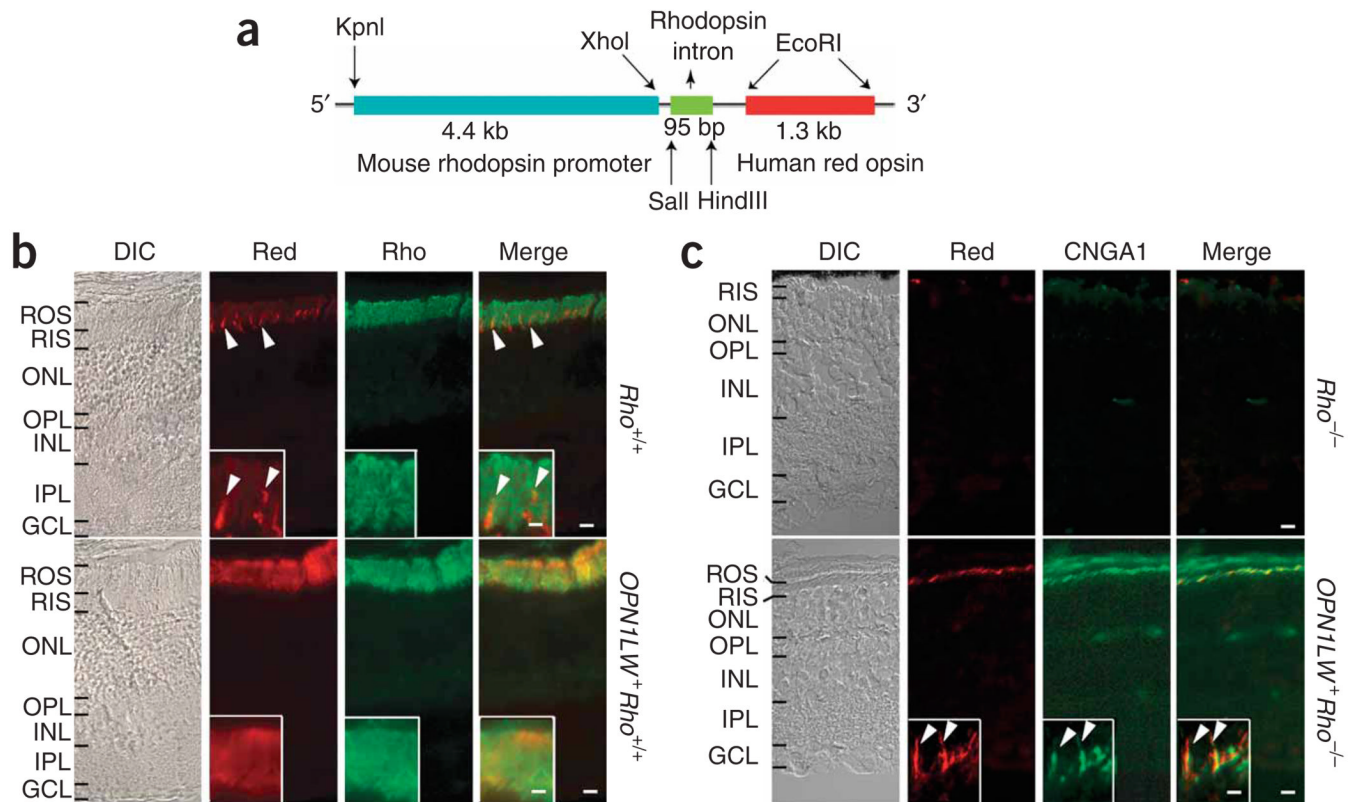 a
KpnI
XhoI
Rhodopsin
intron
EcoRI
5′
3′
4.4 kb
95 bp
1.3 kb
Mouse rhodopsin promoter
Human red opsin
SalI HindIII
b
DIC Red Rho Merge
ROS
RIS
ONL
OPL
INL
IPL
GCL
Rho+/+
ROS
RIS
ONL
OPL
INL
IPL
GCL
OPN1LW+Rho+/+
c
DIC Red CNGA1 Merge
RIS
ONL
OPL
INL
IPL
GCL
Rho−/−
ROS
RIS
ONL
OPL
INL
IPL
GCL
OPN1LW+Rho−/−